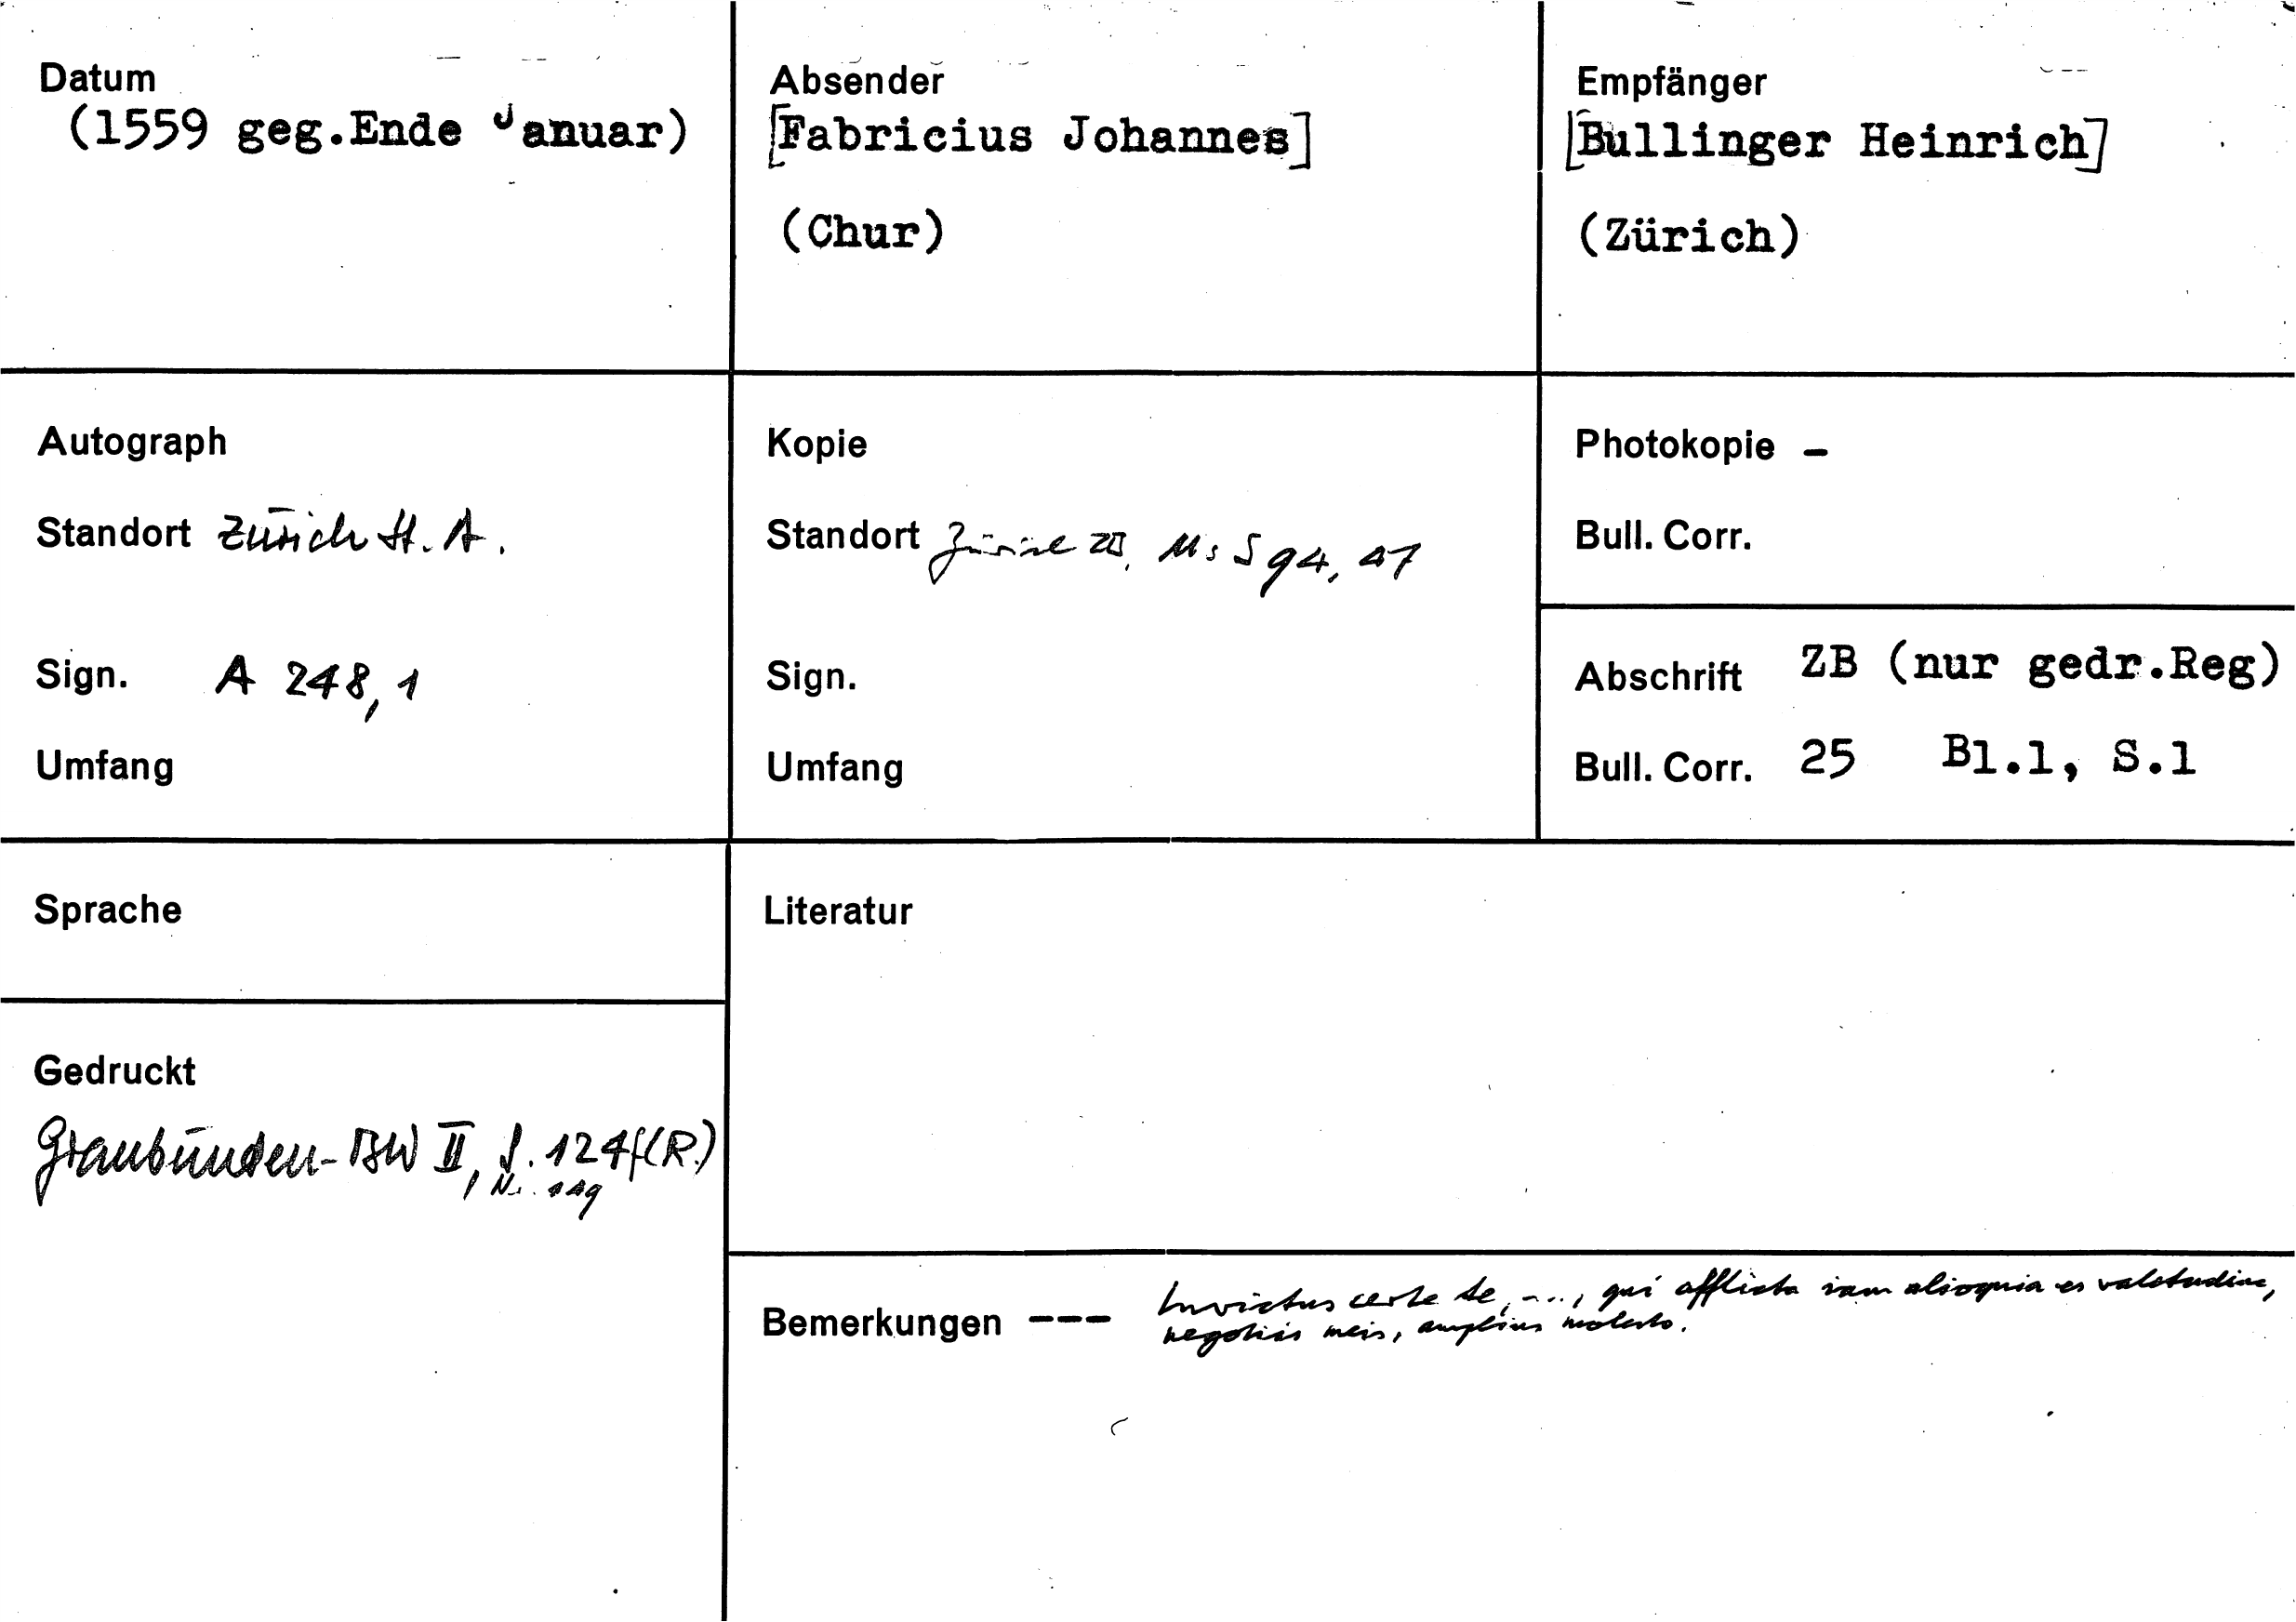 Datum
(1559 geg.Ende Januar)
Absender
[Fabricius Johannes]
(Chur)
Empfänger
[Bullinger Heinrich]
(Zürich)
Autograph
Standort Zürich St. A.
Sign. A 248, 1
Umfang
Kopie
Standort Zürich ZB, Ms S 94, 47
Sign.
Umfang
Photokopie -
Bull. Corr.
Abschrift ZB (nur gedr.Reg)
Bull. Corr. 25 Bl.1, S.1
Sprache
Gedruckt
Graubünden-BW II, S. 124f(R.)
, Nr. 149
Literatur
Bemerkungen --- Invictus certe te, ..., qui afflicta iam alioquin es valetudine,
negotiis meis, amplius molesto.